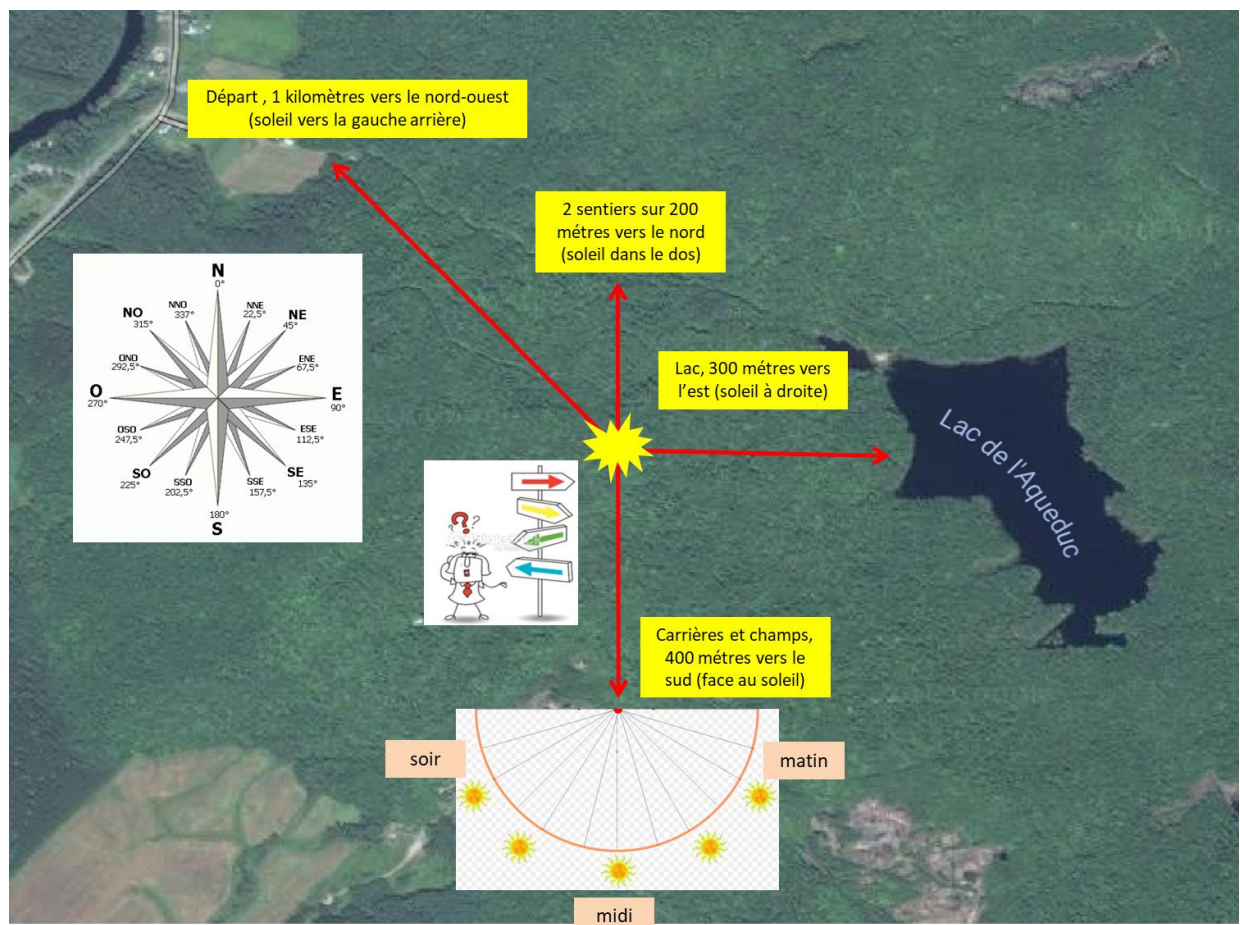 Départ , 1 kilomètres vers le nord-ouest
(soleil vers la gauche arrière)
2 sentiers sur 200
métres vers le nord
(soleil dans le dos)
N
0°
NNO
337°
NNE
22,5°
NO
315°
NE
45°
ONO
292,5°
ENE
67,5°
O
270°
E
90°
OSO
247,5°
ESE
112,5°
SO
225°
SE
135°
SSO
202,5°
SSE
157,5°
180°
S
Lac, 300 métres vers
l'est (soleil à droite)
Lac de l'Aqueduc
?
Carrières et champs,
400 métres vers le
sud (face au soleil)
soir
matin
midi